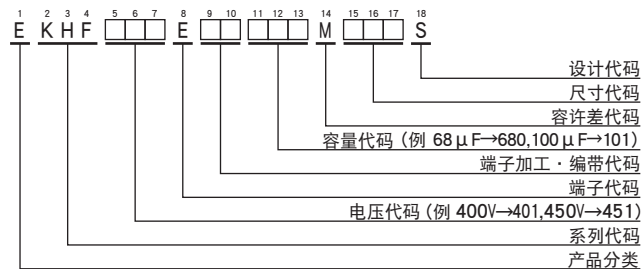 1 2 3 4 5 6 7 8 9 10 11 12 13 14 15 16 17 18
E KHF E M S
设计代码
尺寸代码
容许差代码
容量代码 (例 68μF→680,100μF→101)
端子加工・编带代码
端子代码
电压代码 (例 400V→401,450V→451)
系列代码
产品分类